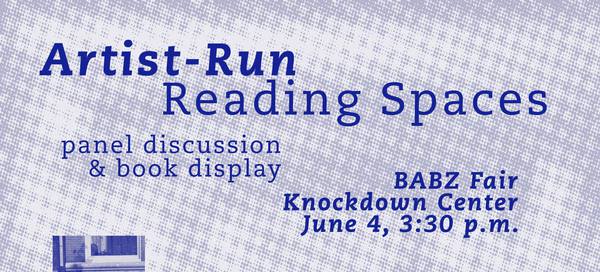 Artist-Run
Reading Spaces
panel discussion
& book display
BABZ Fair
Knockdown Center
June 4, 3:30 p.m.